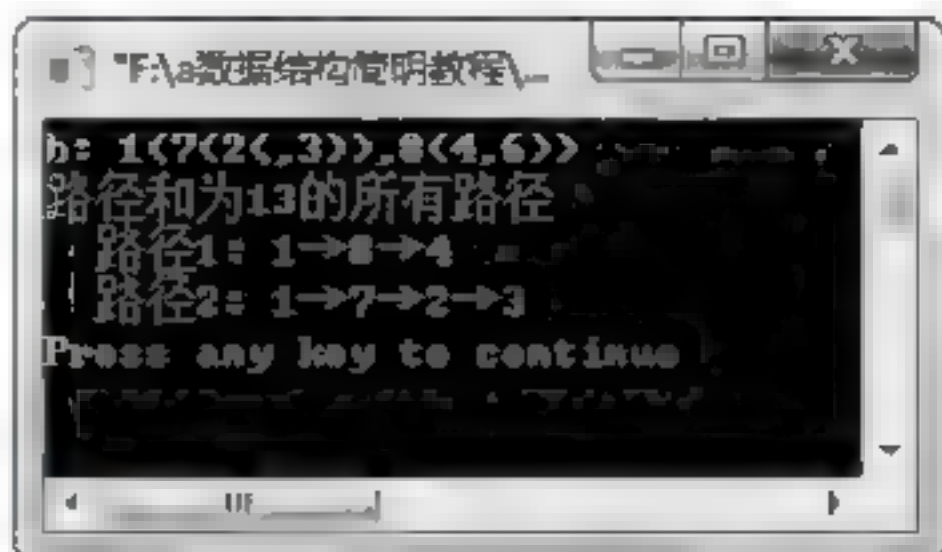 "F:\a数据结构简明教程\...
b: 1(7(2(,3)),8(4,6))
路径和为13的所有路径
路径1: 1→8→4
路径2: 1→7→2→3
Press any key to continue